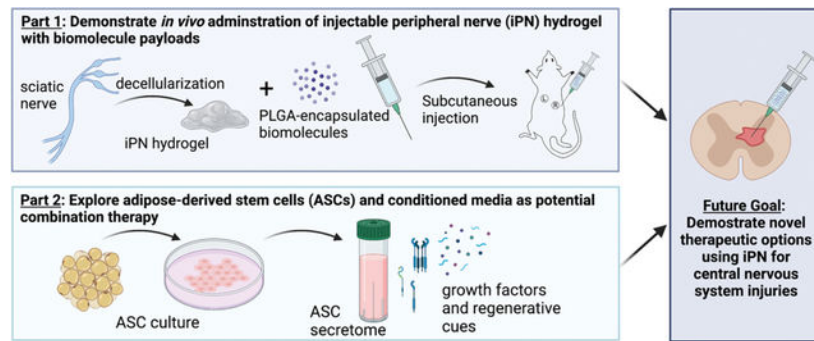 Part 1: Demonstrate in vivo adminstration of injectable peripheral nerve (iPN) hydrogel
with biomolecule payloads
sciatic
nerve
decellularization
iPN hydrogel
+
PLGA-encapsulated
biomolecules
Subcutaneous
injection
L R
Part 2: Explore adipose-derived stem cells (ASCs) and conditioned media as potential
combination therapy
ASC culture
ASC
secretome
growth factors
and regenerative
cues
Future Goal:
Demostrate novel
therapeutic options
using iPN for
central nervous
system injuries